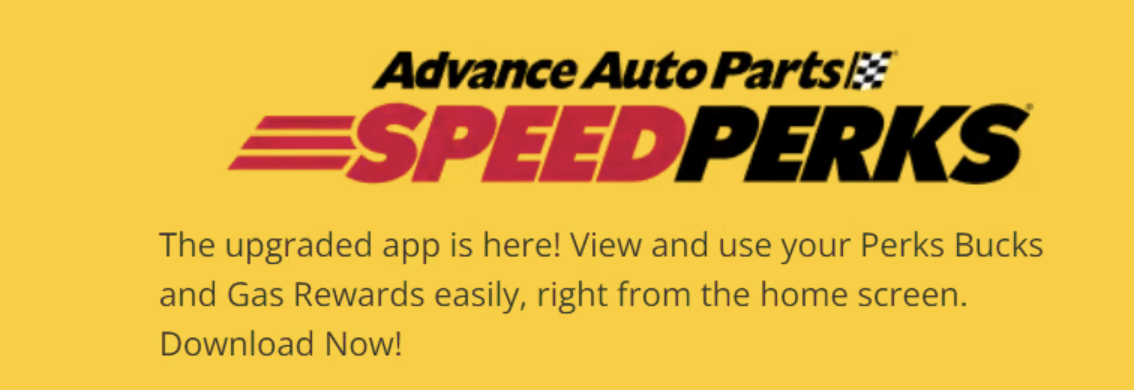 Advance Auto Parts
SPEEDPERKS
The upgraded app is here! View and use your Perks Bucks
and Gas Rewards easily, right from the home screen.
Download Now!